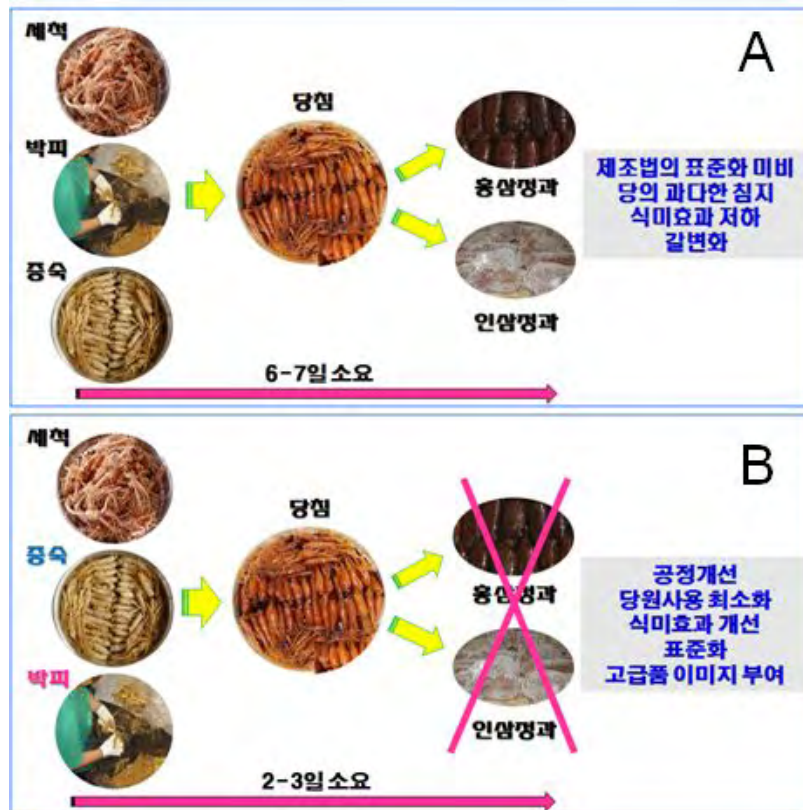 A
세척
박피
증숙
당침
홍삼정과
인삼정과
제조법의 표준화 미비
당의 과다한 침지
식미효과 저하
갈변화
6-7일 소요
B
세척
증숙
박피
당침
홍삼정과
인삼정과
공정개선
당원사용 최소화
식미효과 개선
표준화
고급품 이미지 부여
2-3일 소요